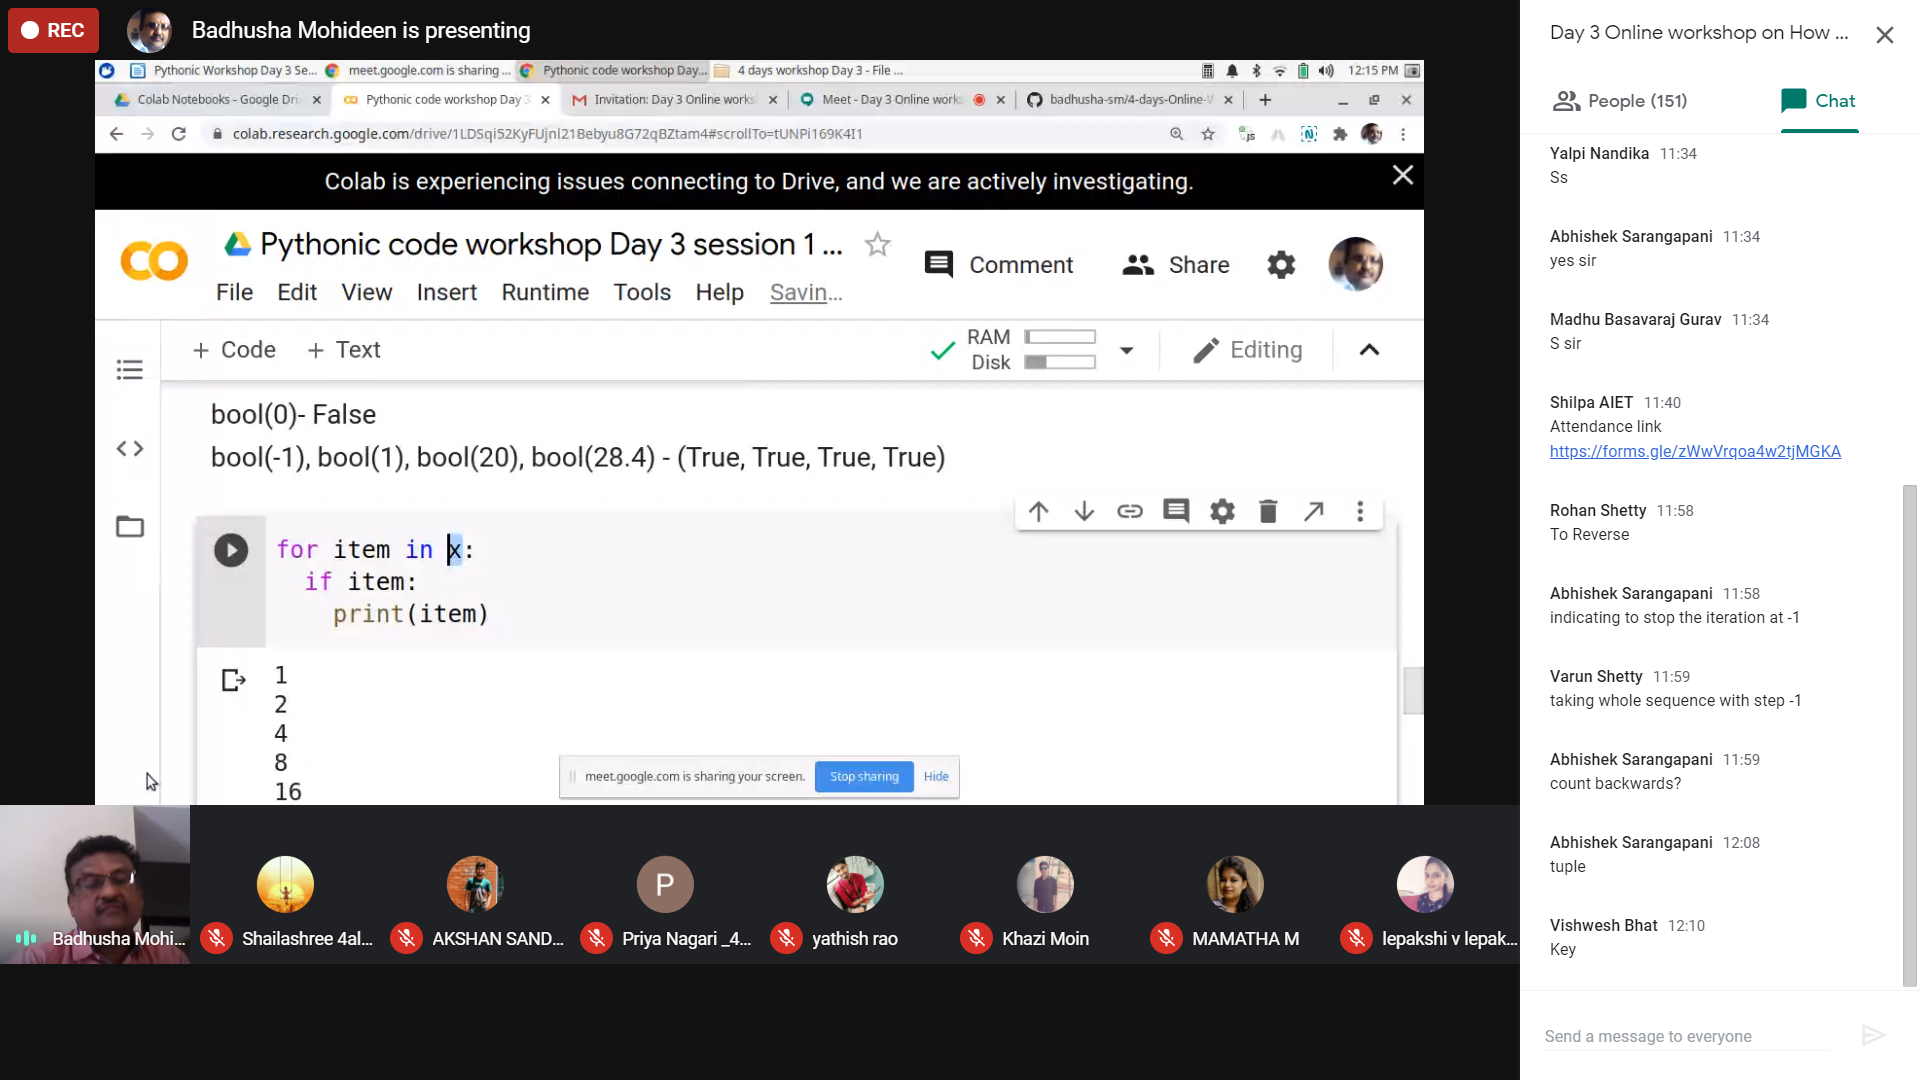 REC
Badhusha Mohideen is presenting
Pythonic Workshop Day 3 Se...
meet.google.com is sharing ...
Pythonic code workshop Day...
4 days workshop Day 3 - File ...
12:15 PM
Colab Notebooks - Google Dri
Pythonic code workshop Day 3
Invitation: Day 3 Online works
Meet - Day 3 Online work
badhusha-sm/4-days-Online-V
colab.research.google.com/drive/1LDSqi52KyFUjnl21Bebyu8G72qBZtam4#scrollTo=tUNPi169K4I1
Colab is experiencing issues connecting to Drive, and we are actively investigating.
Pythonic code workshop Day 3 session 1 ...
Comment
Share
File Edit View Insert Runtime Tools Help Savin...
+ Code + Text
RAM
Disk
Editing
bool(0)- False
bool(-1), bool(1), bool(20), bool(28.4) - (True, True, True, True)
for item in x:
if item:
print(item)
1
2
4
8
16
meet.google.com is sharing your screen.
Stop sharing
Hide
Badhusha Mohi...
Shailashree 4al...
AKSHAN SAND...
P
Priya Nagari _4...
yathish rao
Khazi Moin
MAMATHA M
lepakshi v lepak...
Day 3 Online workshop on How ...
People (151)
Chat
Yalpi Nandika 11:34
Ss
Abhishek Sarangapani 11:34
yes sir
Madhu Basavaraj Gurav 11:34
S sir
Shilpa AIET 11:40
Attendance link
https://forms.gle/zWwVrqoa4w2tjMGKA
Rohan Shetty 11:58
To Reverse
Abhishek Sarangapani 11:58
indicating to stop the iteration at -1
Varun Shetty 11:59
taking whole sequence with step -1
Abhishek Sarangapani 11:59
count backwards?
Abhishek Sarangapani 12:08
tuple
Vishwesh Bhat 12:10
Key
Send a message to everyone